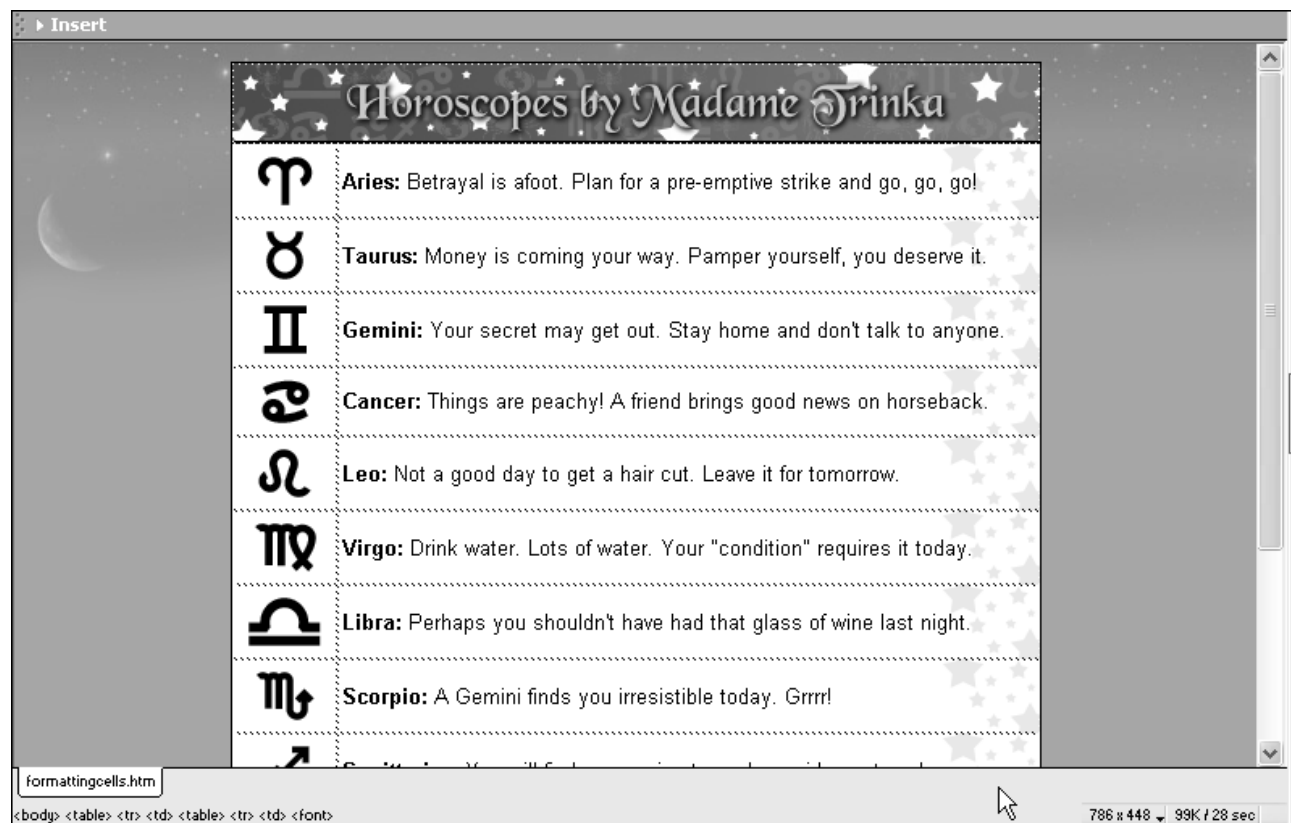 Insert
Horoscopes by Madame Trinka
Aries: Betrayal is afoot. Plan for a pre-emptive strike and go, go, go!
Taurus: Money is coming your way. Pamper yourself, you deserve it.
Gemini: Your secret may get out. Stay home and don't talk to anyone.
Cancer: Things are peachy! A friend brings good news on horseback.
Leo: Not a good day to get a hair cut. Leave it for tomorrow.
Virgo: Drink water. Lots of water. Your "condition" requires it today.
Libra: Perhaps you shouldn't have had that glass of wine last night.
Scorpio: A Gemini finds you irresistible today. Grrrr!
formattingcells.htm
<body> <table> <tr> <td> <table> <tr> <td> <font>
786 x 448 99K / 28 sec